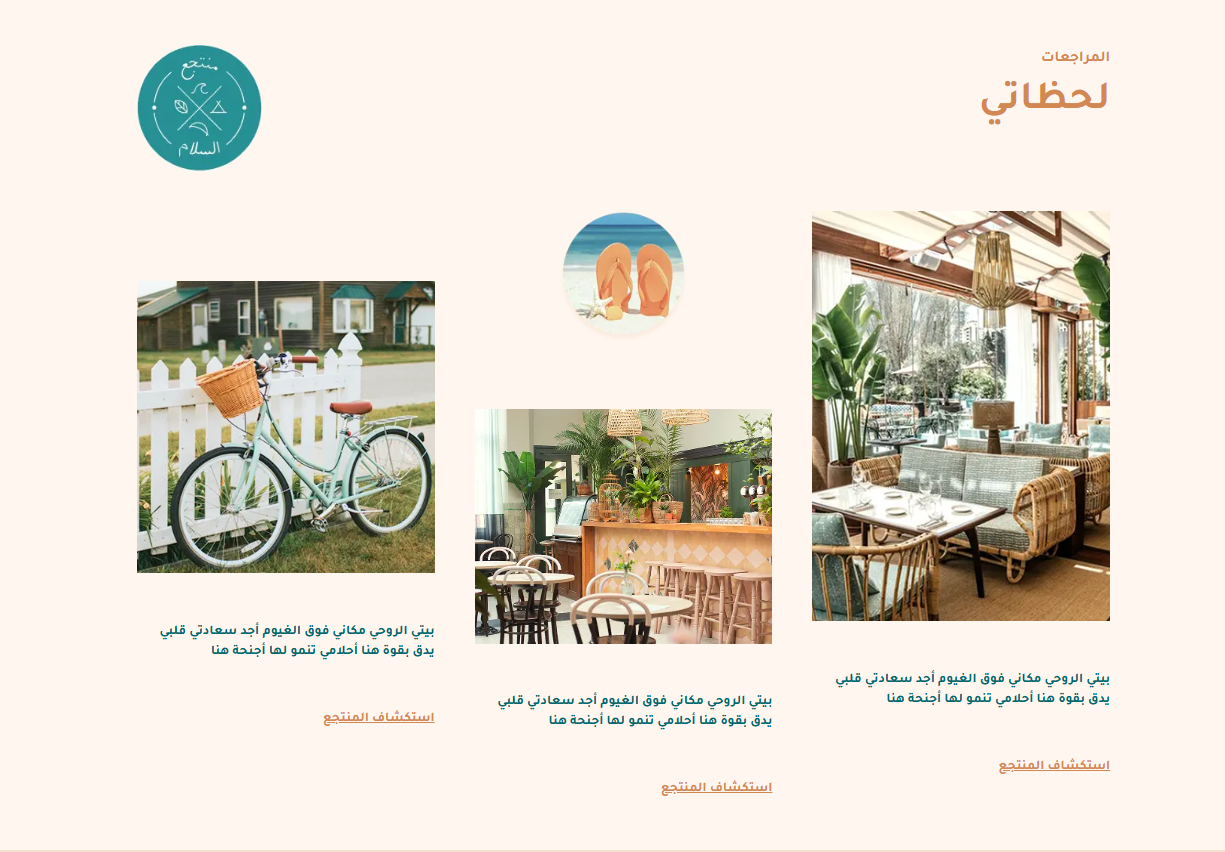 المراجعات
لحظاتي
منتجع
السلام
بيتي الروحي مكاني فوق الغيوم أجد سعادتي قلبي
يدق بقوة هنا أحلامي تنمو لها أجنحة هنا
استكشاف المنتجع
بيتي الروحي مكاني فوق الغيوم أجد سعادتي قلبي
يدق بقوة هنا أحلامي تنمو لها أجنحة هنا
استكشاف المنتجع
بيتي الروحي مكاني فوق الغيوم أجد سعادتي قلبي
يدق بقوة هنا أحلامي تنمو لها أجنحة هنا
استكشاف المنتجع